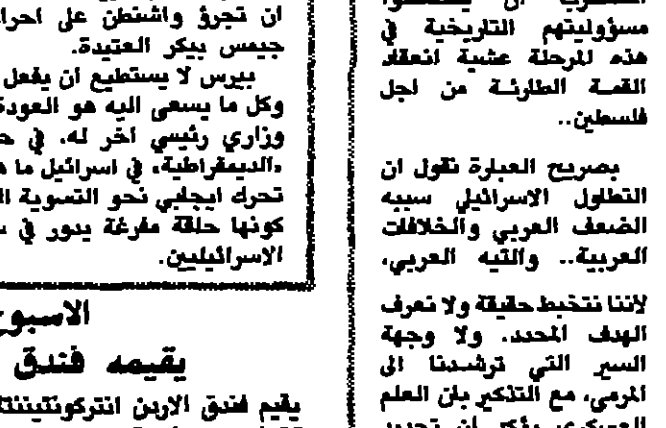 مسؤوليتهم التاريخية في
هذه المرحلة عشية انعقاد
القمة الطارئة من اجل
فلسطين..
بصريح العبارة نقول ان
التطاول الاسرائيلي سببه
الضعف العربي والخلافات
العربية.. والتيه العربي،
لاننا نتخبط حقيقة ولا نعرف
الهدف المحدد. ولا وجهة
السير التي ترشدنا الى
المرمى، مع التذكير بان العلم
ان تجرؤ واشنطن على احرا
جيمس بيكر العتيدة.
بيرس لا يستطيع ان يفعل
وكل ما يسعى اليه هو العود
وزاري رئيسي اخر له. في
«الديمقراطية» في اسرائيل ما
تحرك ايجابي نحو التسوية
كونها حلقة مفرغة يدور في
الاسرائيليين.
الاسبو
يقيمه فندق
يقيم فندق الاردن